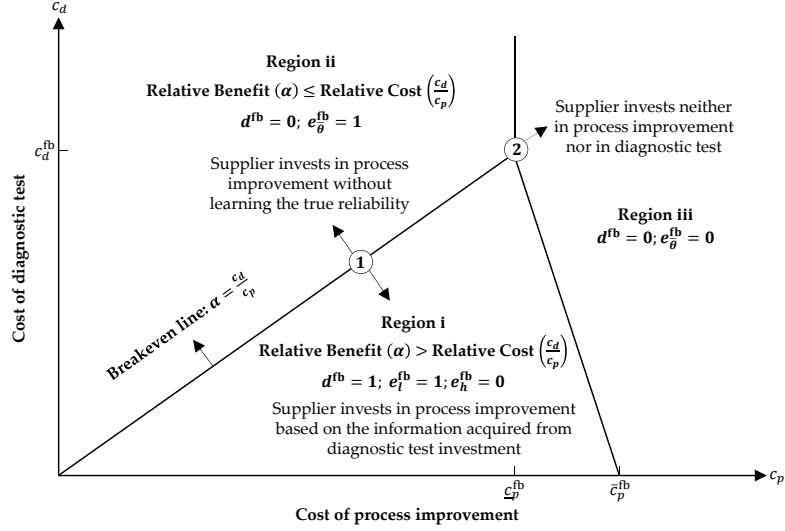 c_d
Region ii
Relative Benefit (α) ≤ Relative Cost (c_d/c_p)
d^fb = 0; e_θ̅^fb = 1
Supplier invests neither
in process improvement
nor in diagnostic test
c_d^fb
2
Supplier invests in process
improvement without
learning the true reliability
Region iii
d^fb = 0; e_θ̅^fb = 0
Cost of diagnostic test
1
Breakeven line: α = c_d/c_p
Region i
Relative Benefit (α) > Relative Cost (c_d/c_p)
d^fb = 1; e_l^fb = 1; e_h^fb = 0
Supplier invests in process improvement
based on the information acquired from
diagnostic test investment
c̲_p^fb
c̅_p^fb
c_p
Cost of process improvement